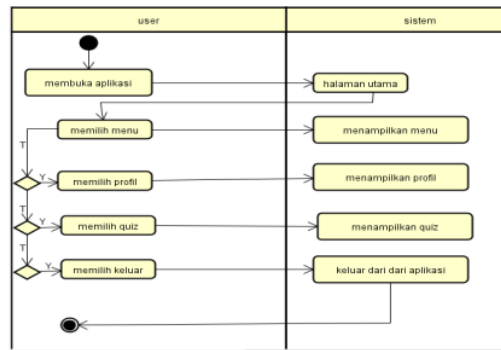 user sistem
membuka aplikasi halaman utama
memilih menu menampilkan menu
T
Y memilih profil menampilkan profil
T
Y memilih quiz menampilkan quiz
T
Y memilih keluar keluar dari dari aplikasi